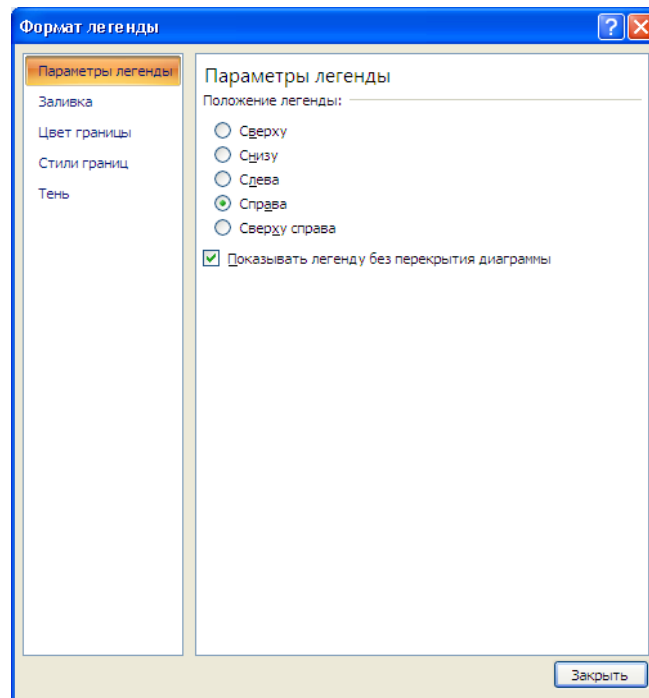 Формат легенды
Параметры легенды
Заливка
Цвет границы
Стили границ
Тень
Параметры легенды
Положение легенды:
Сверху
Снизу
Слева
Справа
Сверху справа
Показывать легенду без перекрытия диаграммы
Закрыть